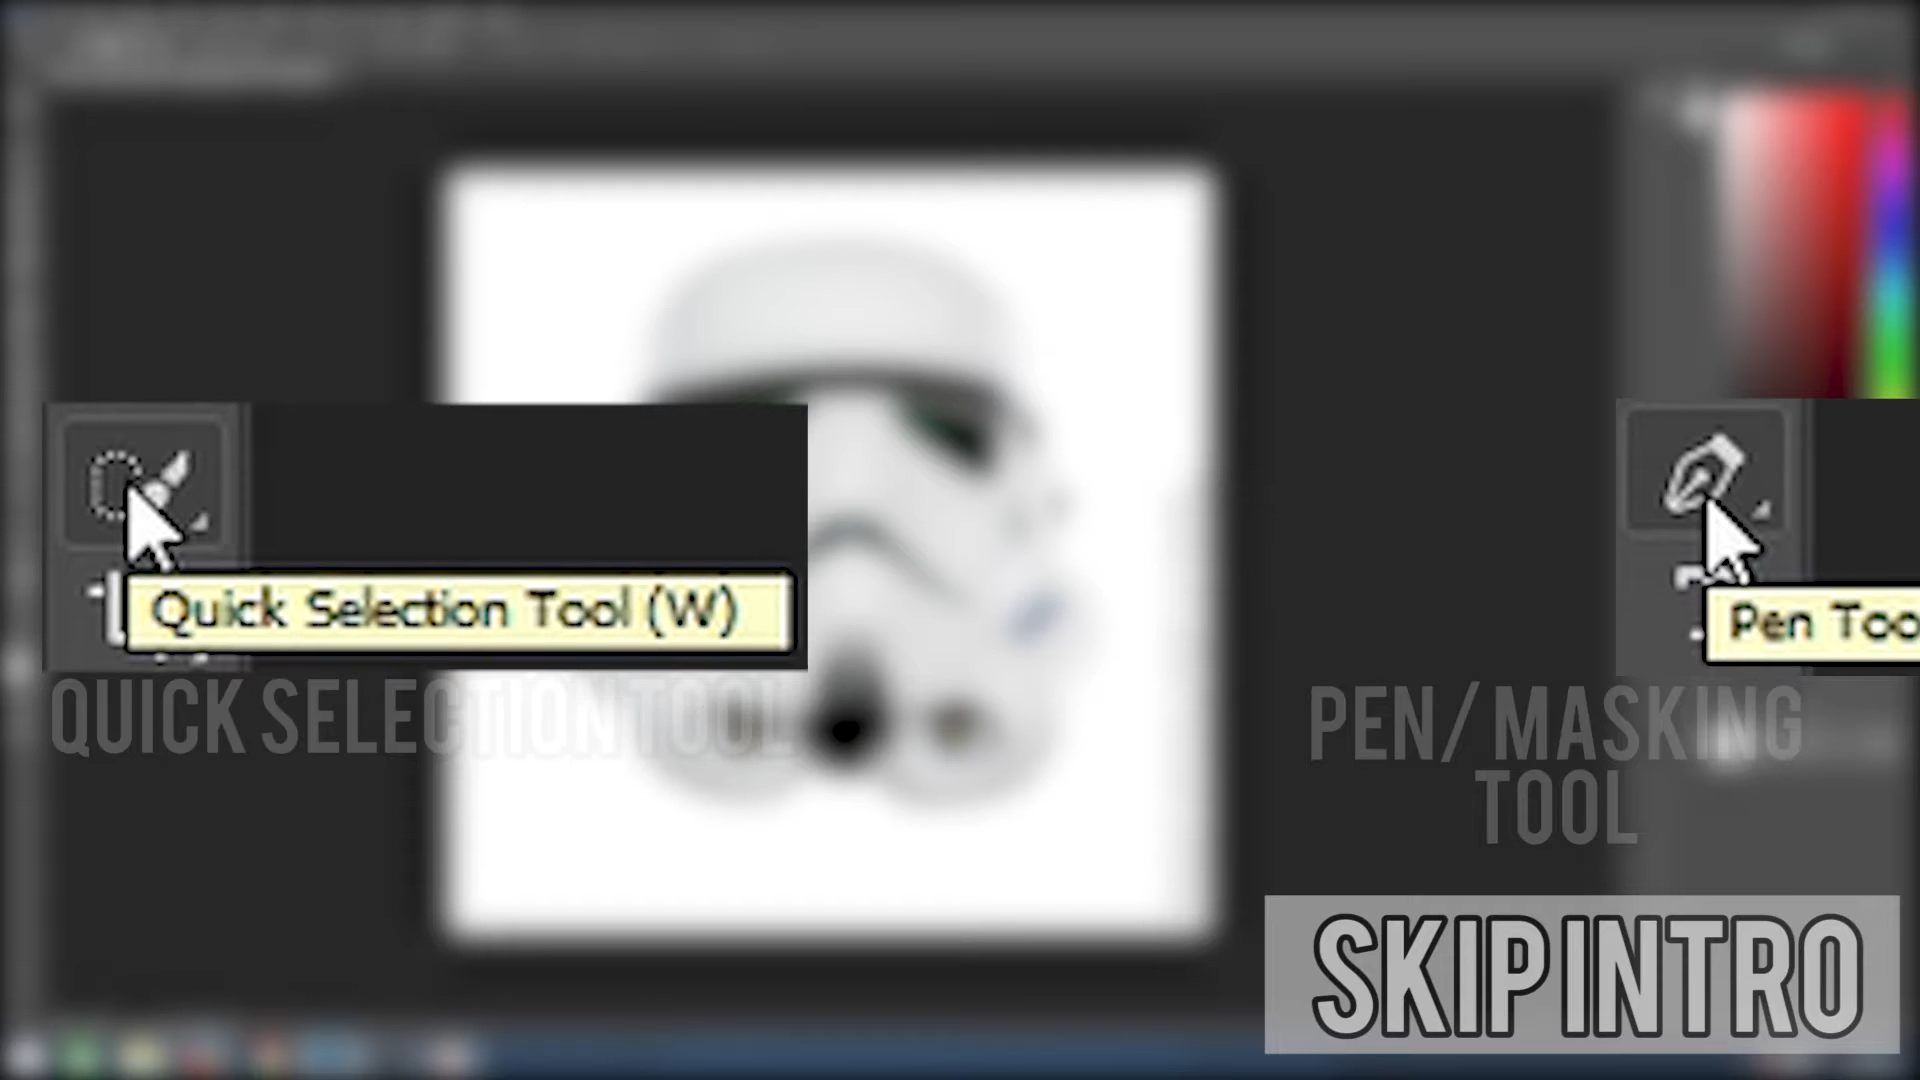 Quick Selection Tool (W)
Pen Too
QUICK SELECTION TOOL
PEN/ MASKING
TOOL
SKIP INTRO